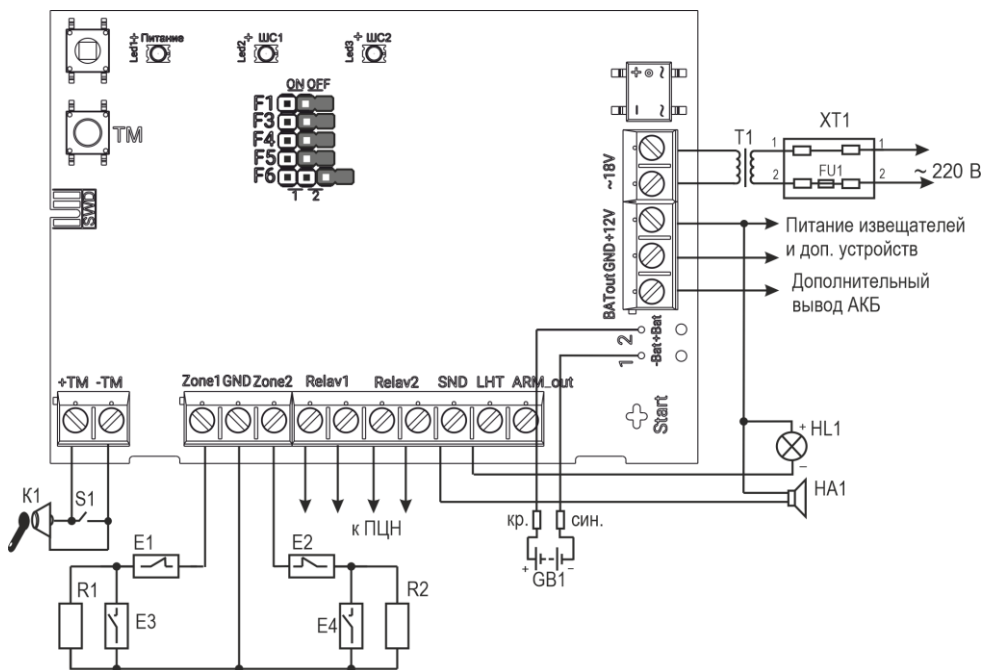 Led1 + Питание
Led2 + ШС1
Led3 + ШС2
ON OFF
F1
F3
F4
F5
F6
1 2
TM
SWD
+ ~
- ~
~18V
T1
XT1
1 1
2 FU1 2
~ 220 В
BATout GND +12V
Питание извещателей
и доп. устройств
Дополнительный
вывод АКБ
2 +Bat
1 -Bat
Start
+TM -TM
Zone1 GND Zone2 Relav1 Relav2 SND LHT ARM_out
+ HL1
–
HA1
K1 S1
к ПЦН
кр. син.
+ –
GB1
E1 E2
R1 E3 E4 R2